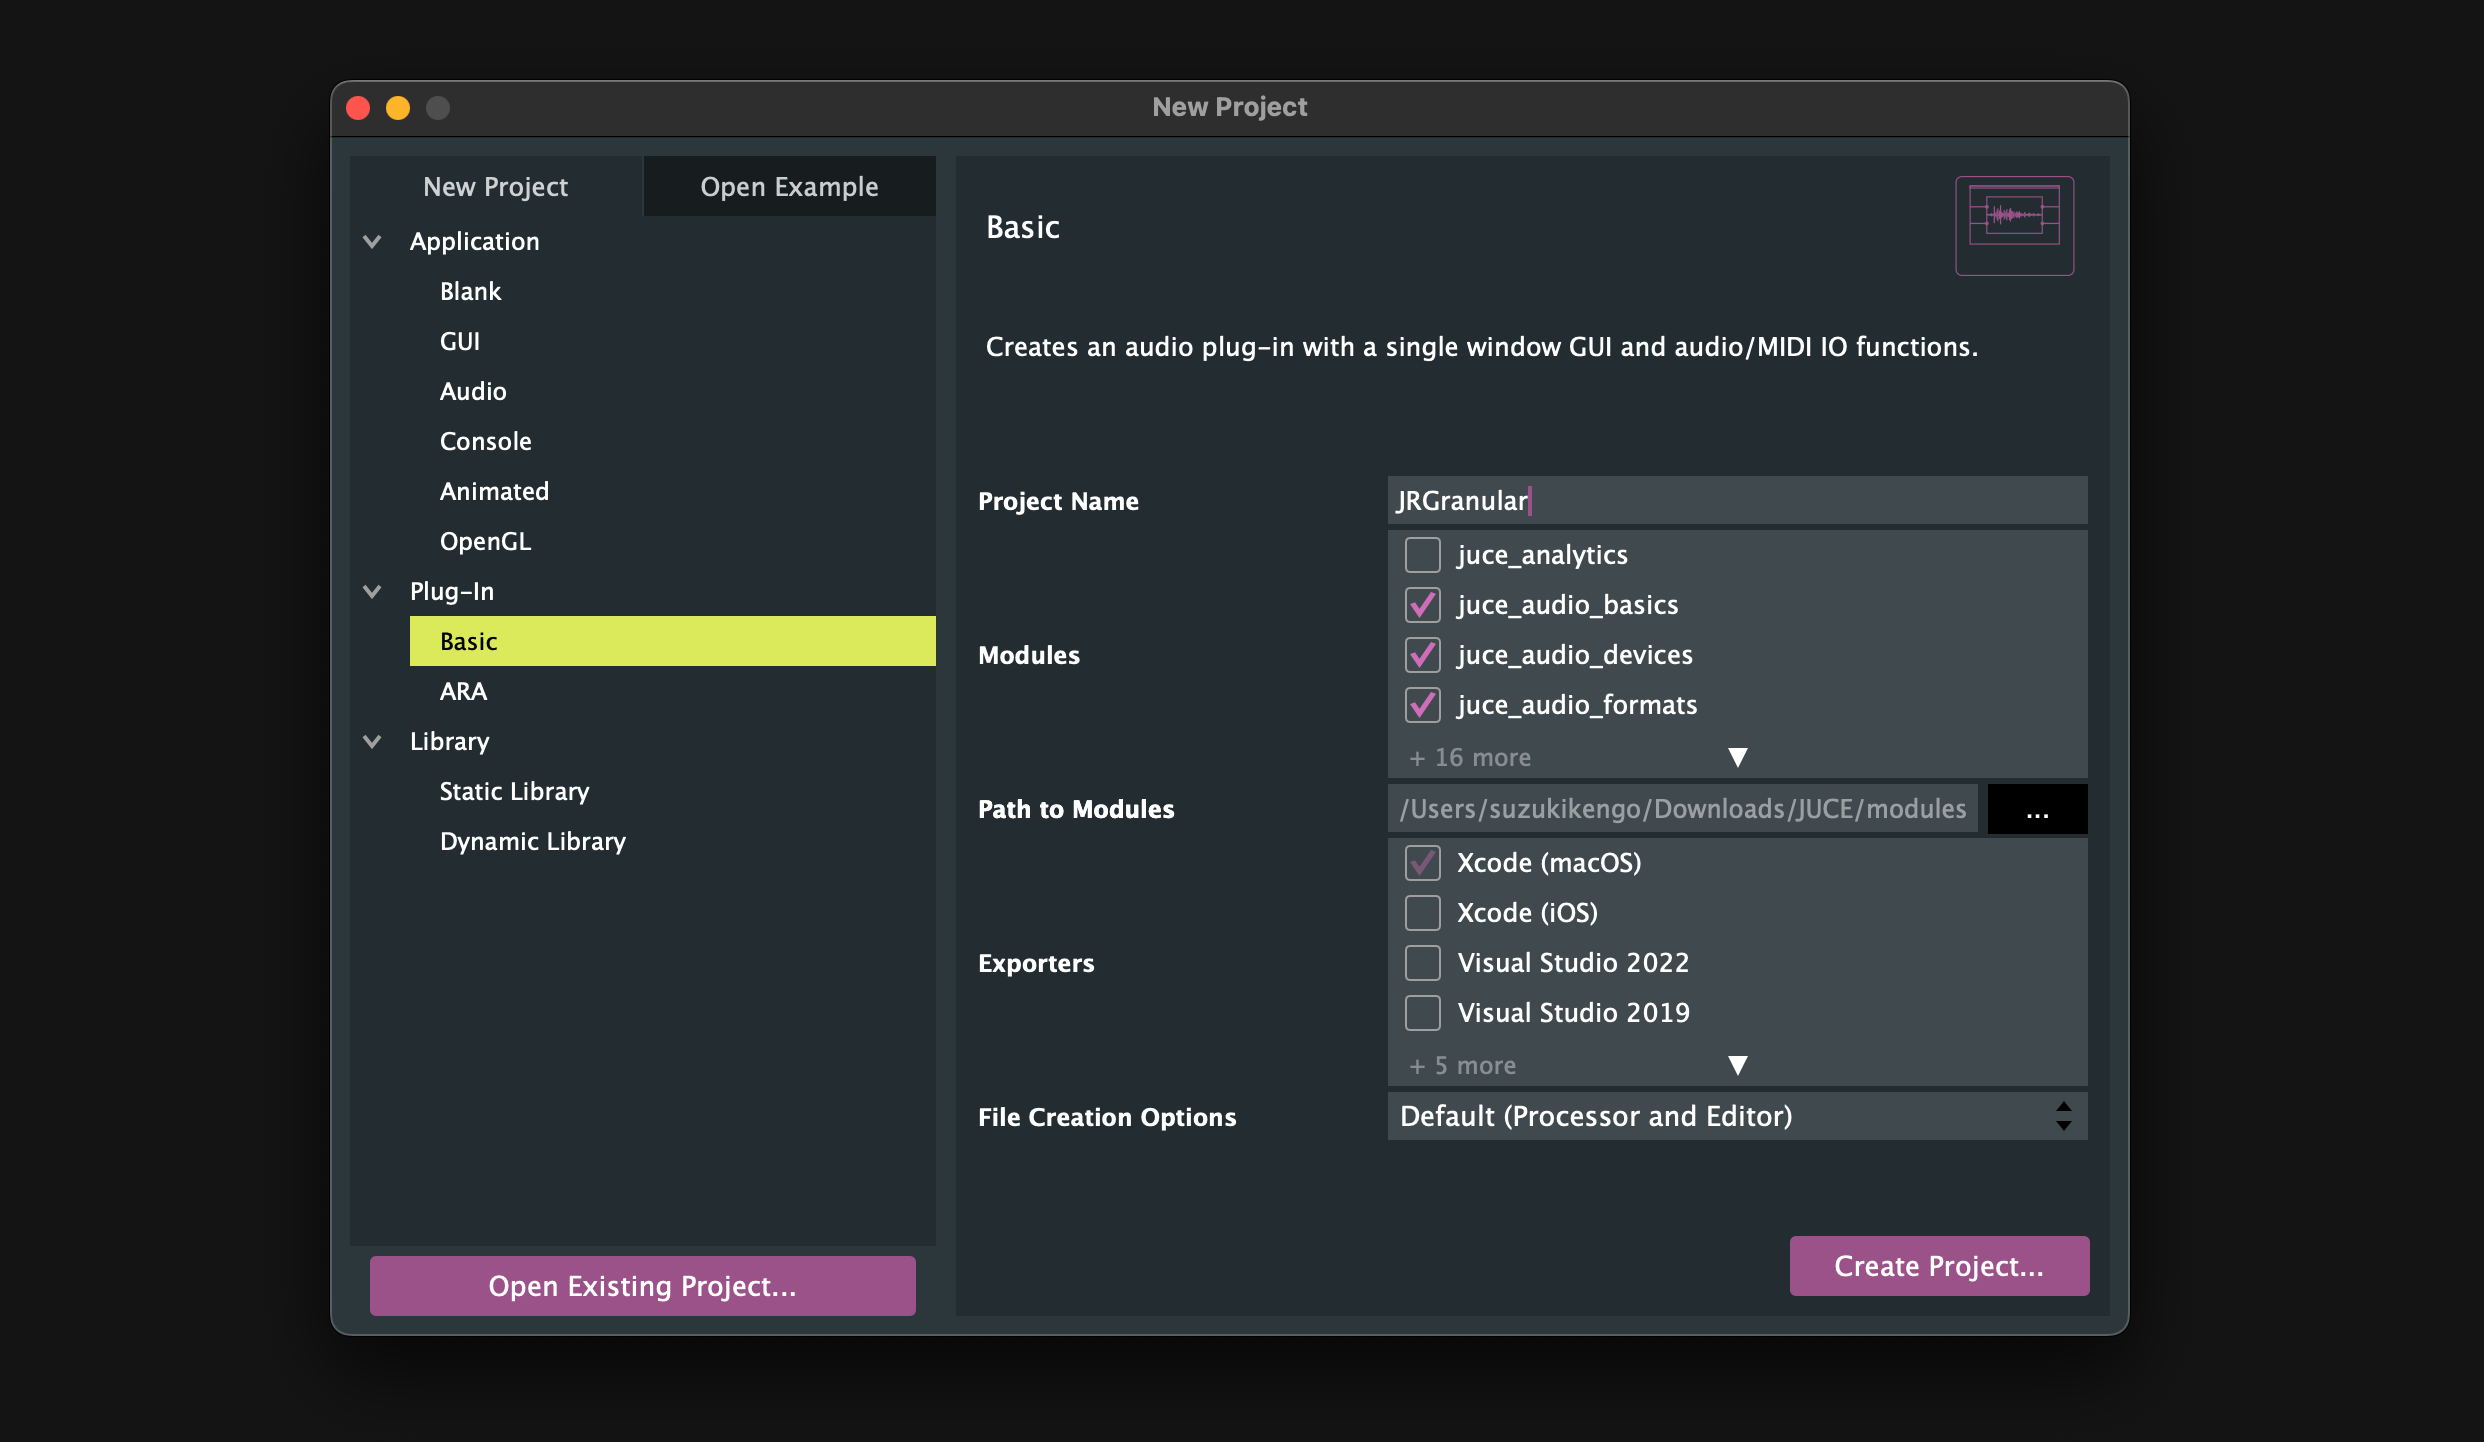 New Project
New Project
Open Example
Application
Blank
GUI
Audio
Console
Animated
OpenGL
Plug-In
Basic
ARA
Library
Static Library
Dynamic Library
Open Existing Project...
Basic
Creates an audio plug-in with a single window GUI and audio/MIDI IO functions.
Project Name
JRGranular
Modules
juce_analytics
juce_audio_basics
juce_audio_devices
juce_audio_formats
+ 16 more
Path to Modules
/Users/suzukikengo/Downloads/JUCE/modules
...
Exporters
Xcode (macOS)
Xcode (iOS)
Visual Studio 2022
Visual Studio 2019
+ 5 more
File Creation Options
Default (Processor and Editor)
Create Project...